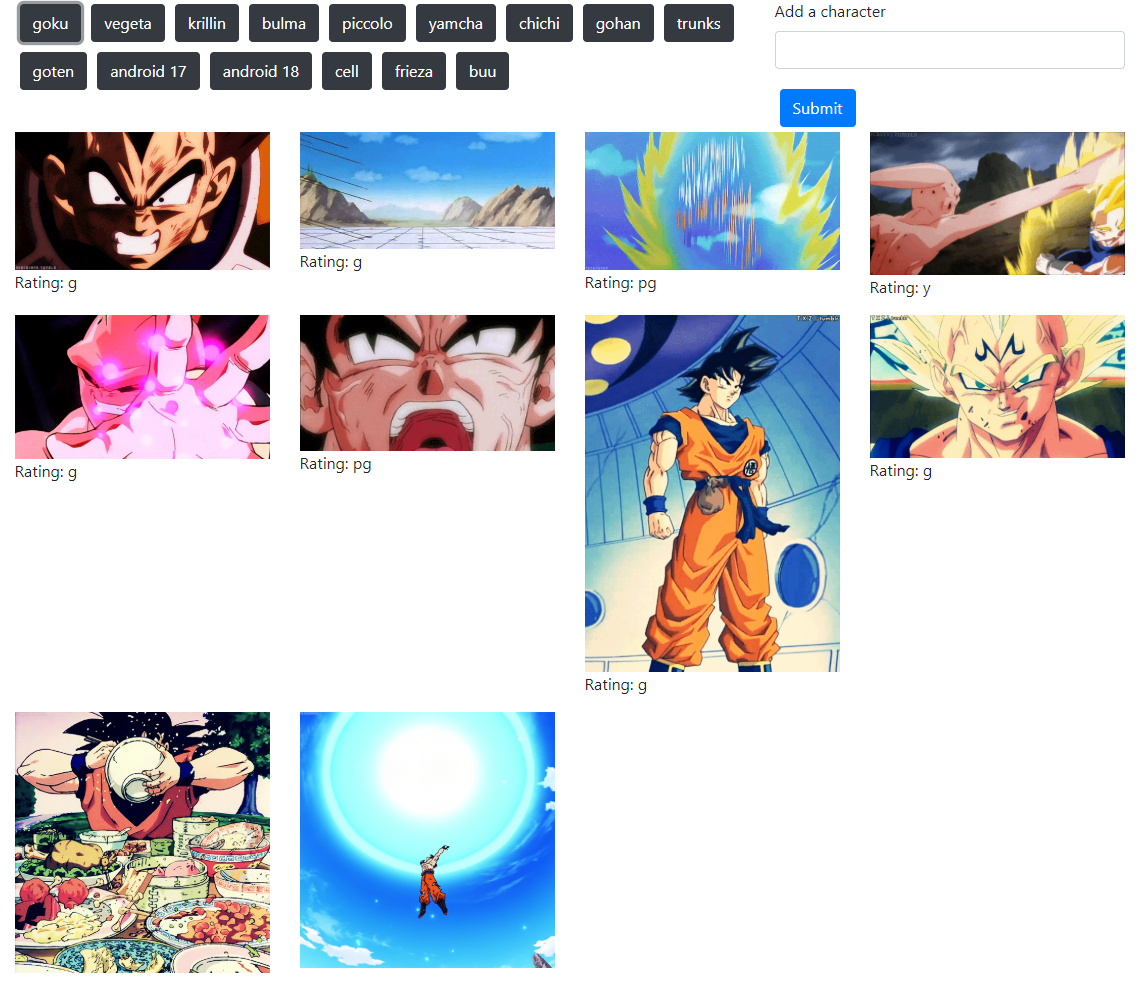 goku vegeta krillin bulma piccolo yamcha chichi gohan trunks
goten android 17 android 18 cell frieza buu
Add a character
Submit
Rating: g
Rating: g
Rating: pg
Rating: y
Rating: g
Rating: pg
Rating: g
Rating: g